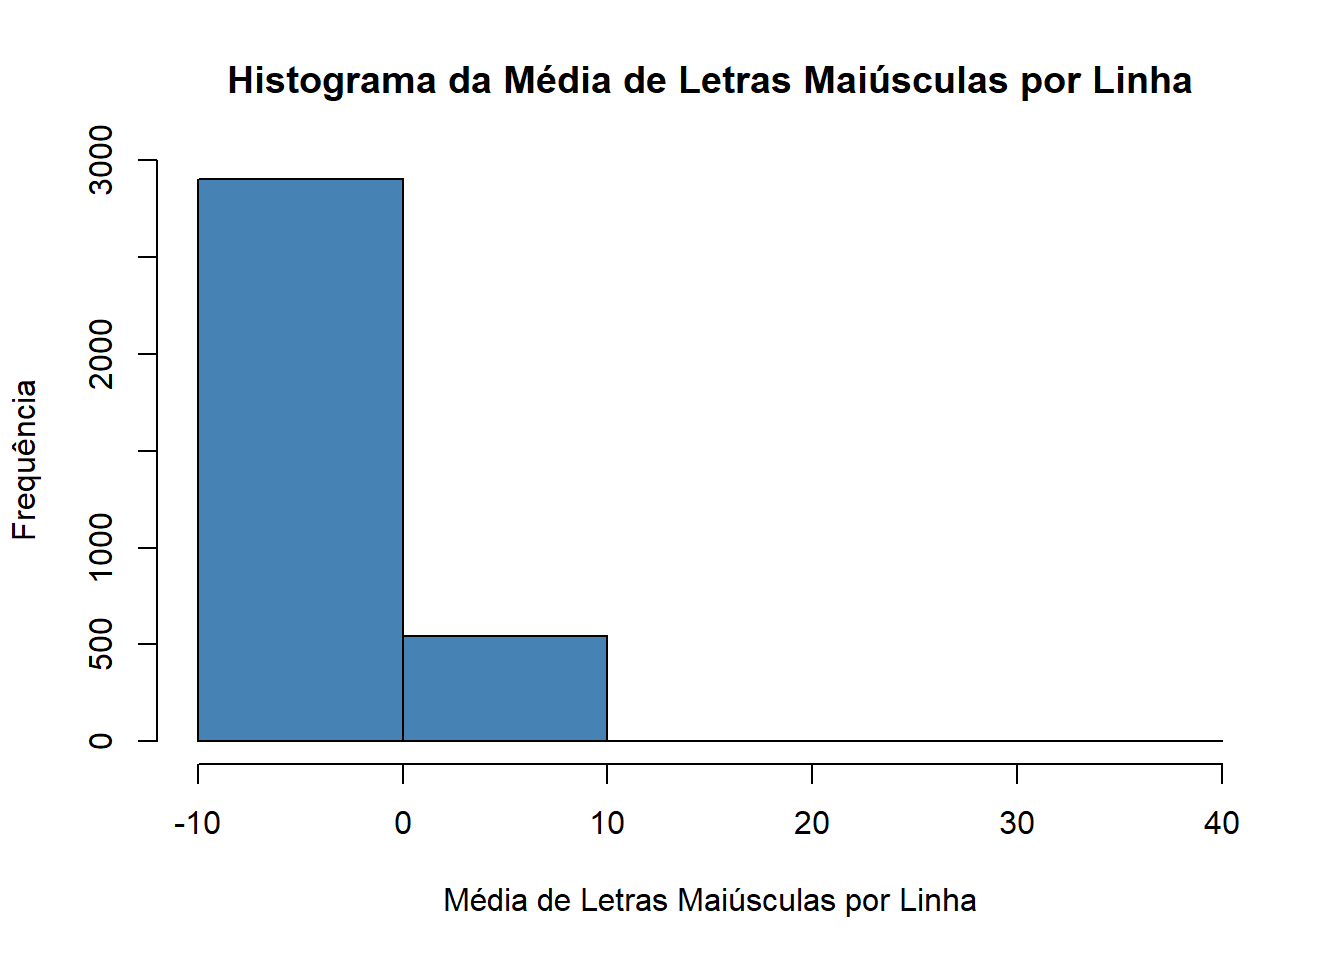 Histograma da Média de Letras Maiúsculas por Linha
Frequência
3000
2000
1000
500
0
-10 0 10 20 30 40
Média de Letras Maiúsculas por Linha